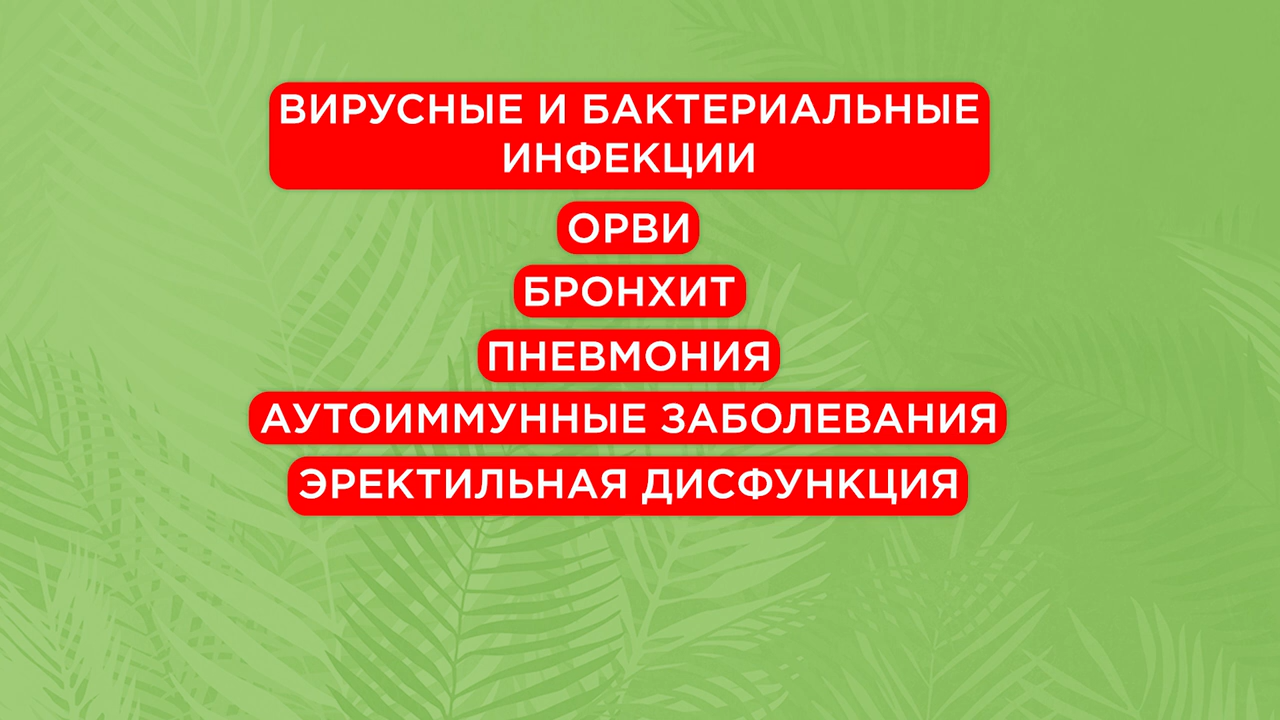 ВИРУСНЫЕ И БАКТЕРИАЛЬНЫЕ
ИНФЕКЦИИ
ОРВИ
БРОНХИТ
ПНЕВМОНИЯ
АУТОИММУННЫЕ ЗАБОЛЕВАНИЯ
ЭРЕКТИЛЬНАЯ ДИСФУНКЦИЯ